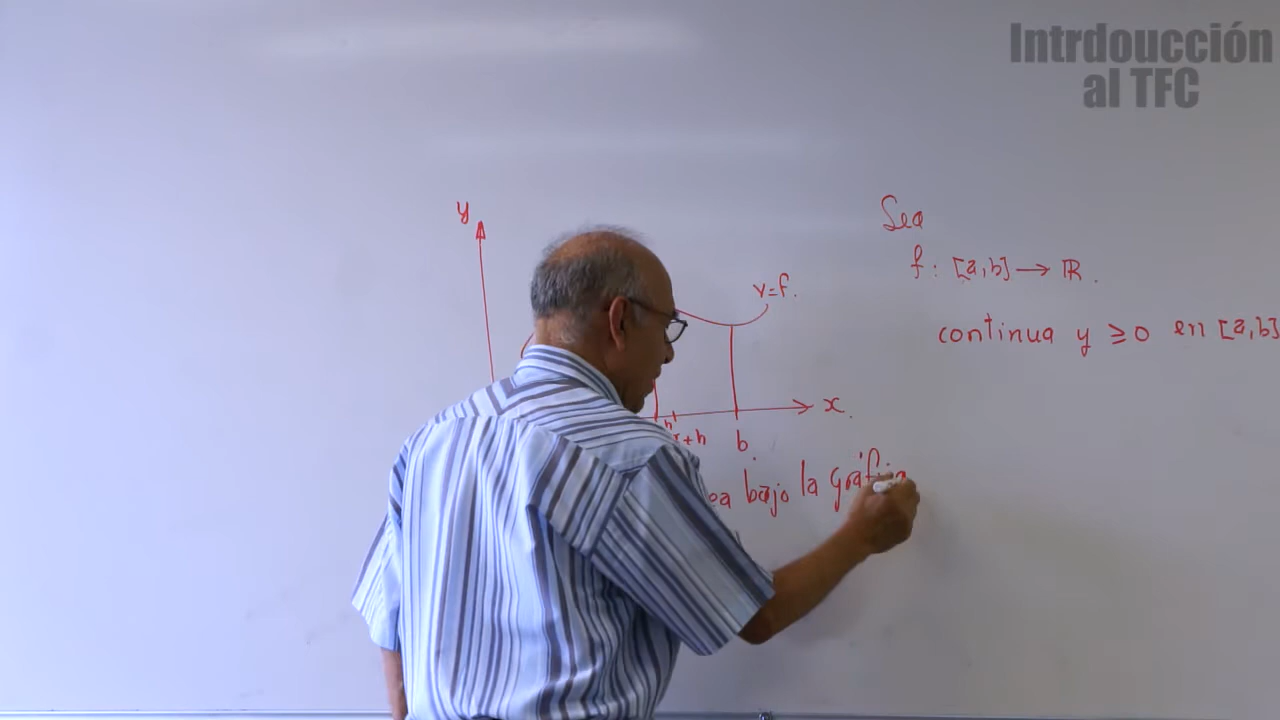 Intrdoucción
al TFC
Sea
f: [a,b] → ℝ.
continua y ≥0 en [a,b]
y
y=f.
x.
x+h
b
bajo la gráfica